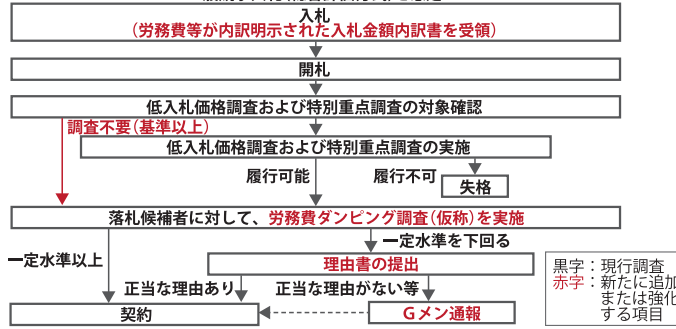 入札
（労務費等が内訳明示された入札金額内訳書を受領）
開札
低入札価格調査および特別重点調査の対象確認
調査不要（基準以上）
低入札価格調査および特別重点調査の実施
履行可能
履行不可
失格
落札候補者に対して、労務費ダンピング調査（仮称）を実施
一定水準以上
一定水準を下回る
理由書の提出
正当な理由あり
正当な理由がない等
契約
Gメン通報
黒字：現行調査
赤字：新たに追加
または強化
する項目